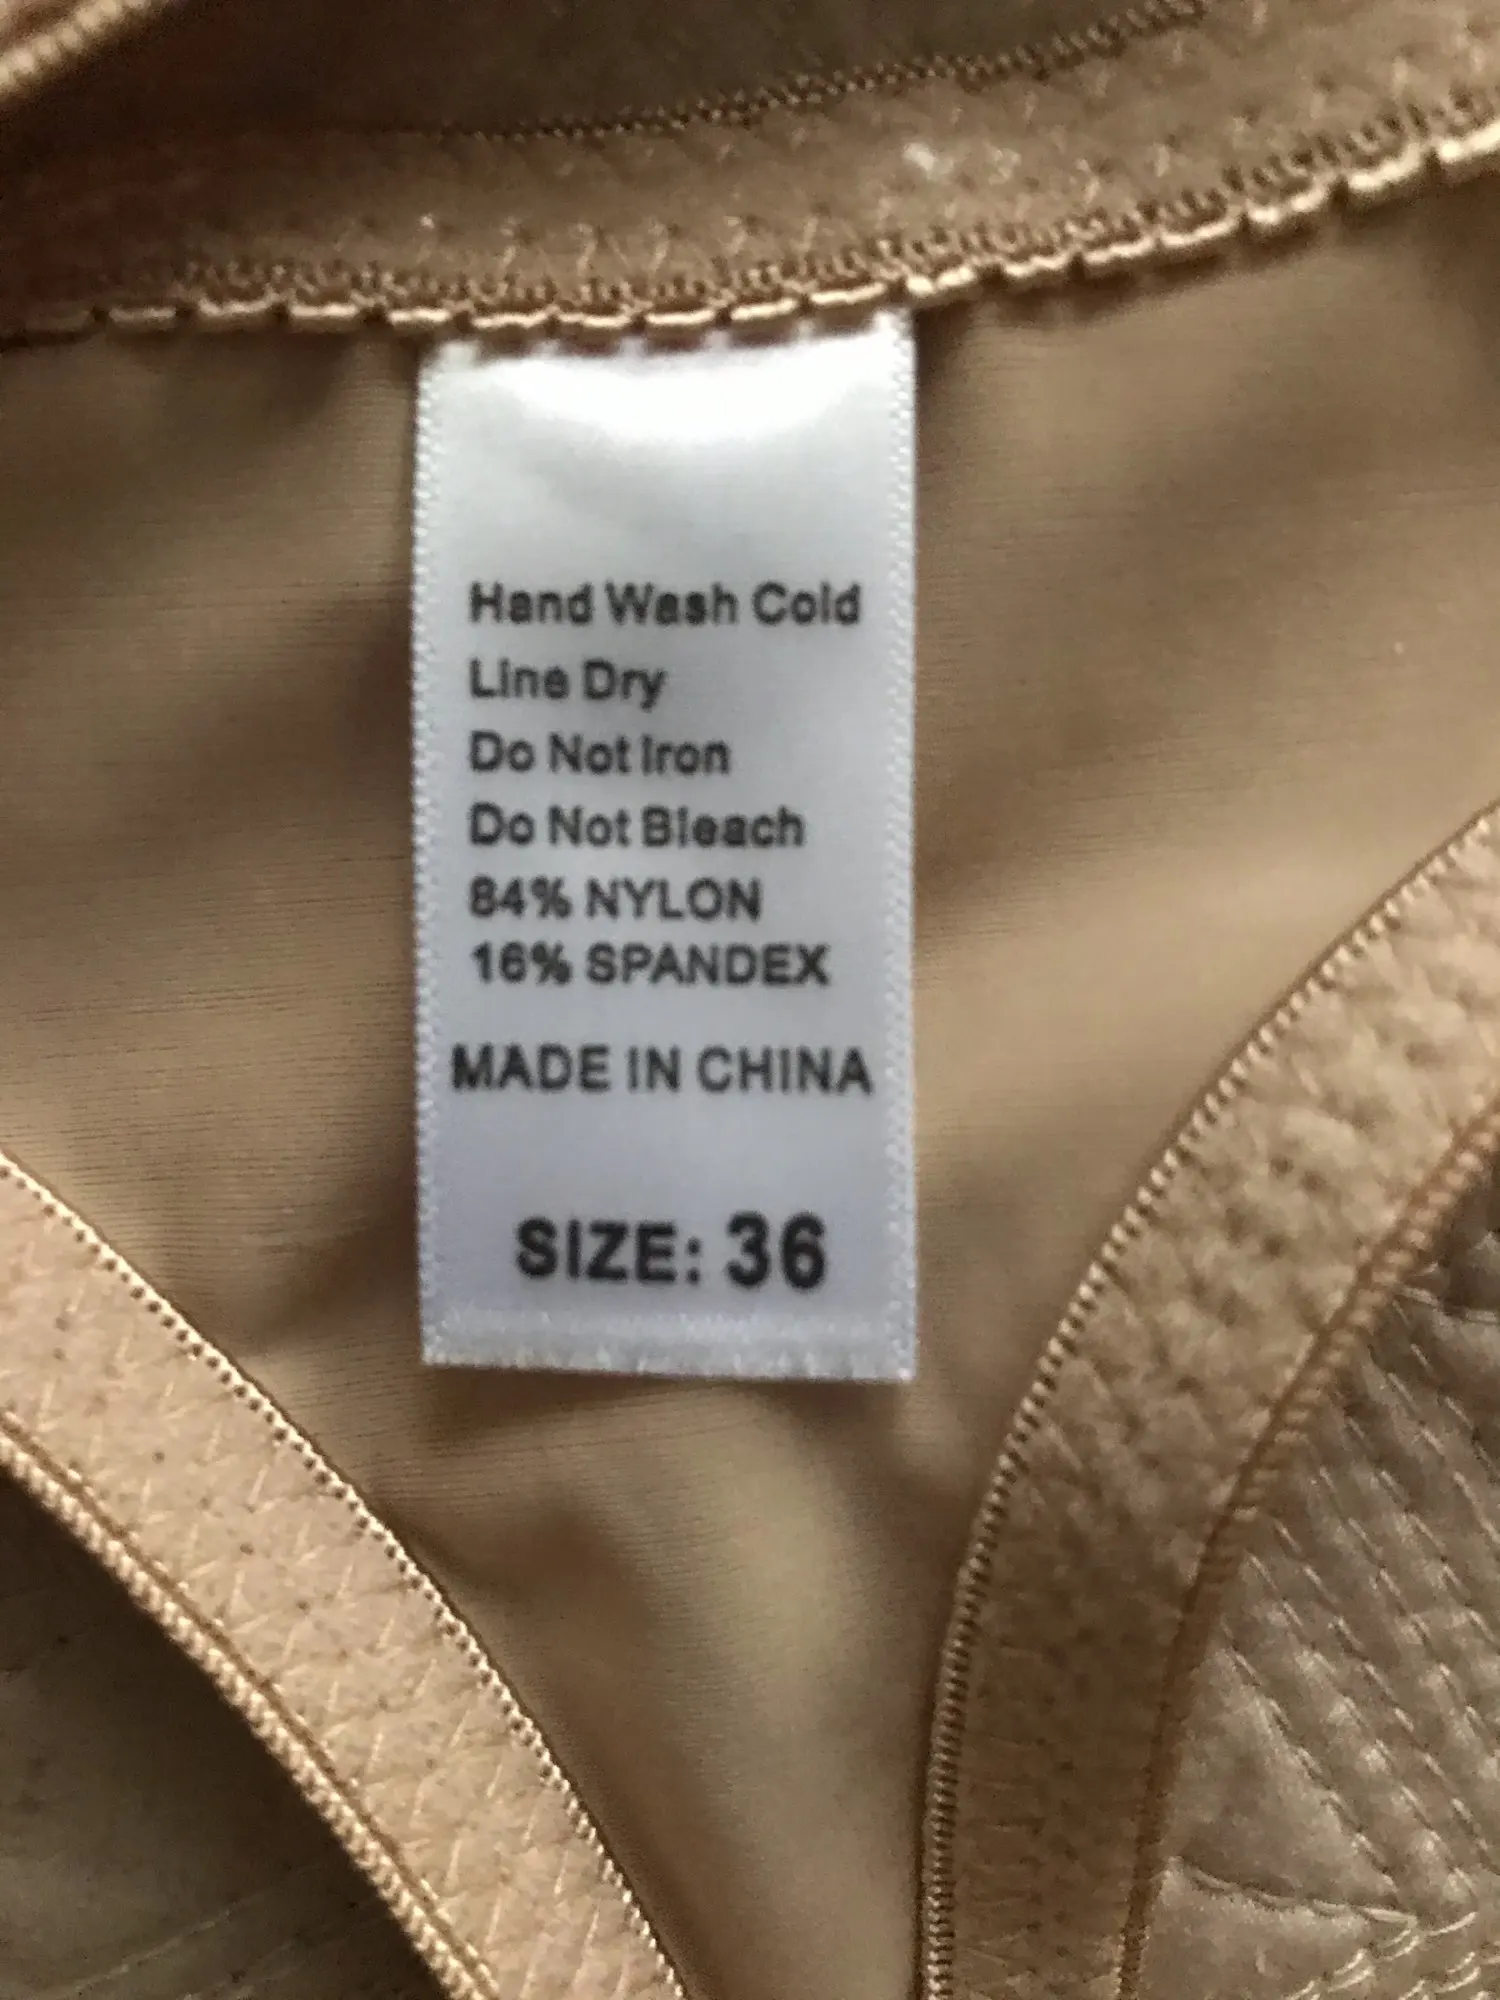 Hand Wash Cold
Line Dry
Do Not Iron
Do Not Bleach
84% NYLON
16% SPANDEX
MADE IN CHINA
SIZE: 36